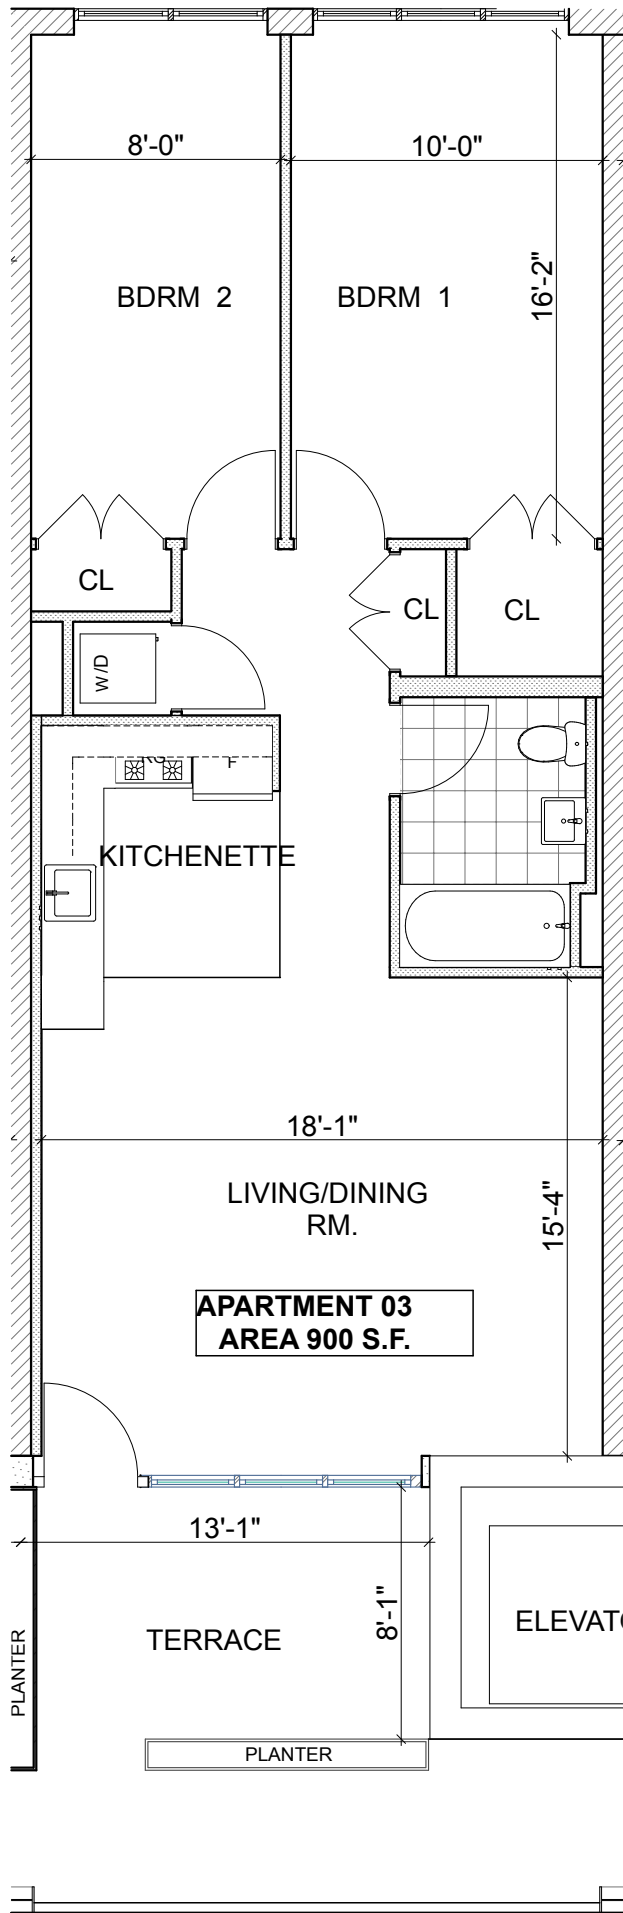 8'-0"
10'-0"
16'-2"
BDRM 2
BDRM 1
CL
CL
CL
W/D
F
KITCHENETTE
18'-1"
LIVING/DINING
RM.
15'-4"
APARTMENT 03
AREA 900 S.F.
13'-1"
8'-1"
TERRACE
ELEVATO
PLANTER
PLANTER